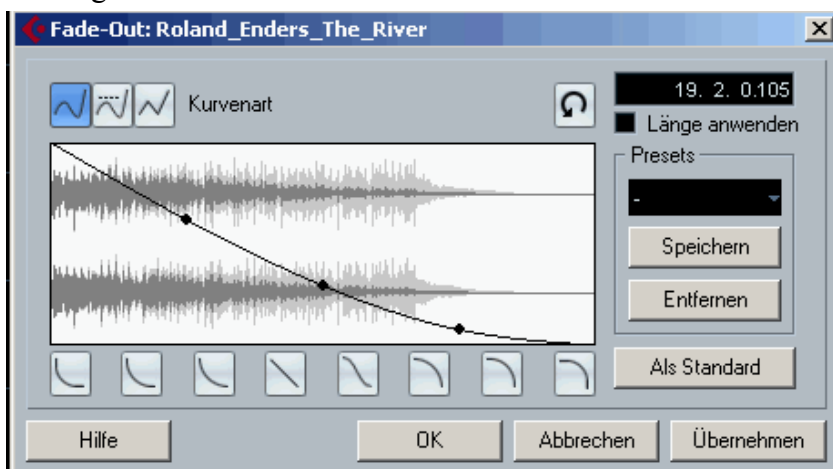 Fade-Out: Roland_Enders_The_River
Kurvenart
19. 2. 0.105
Länge anwenden
Presets
-
Speichern
Entfernen
Als Standard
Hilfe
OK
Abbrechen
Übernehmen